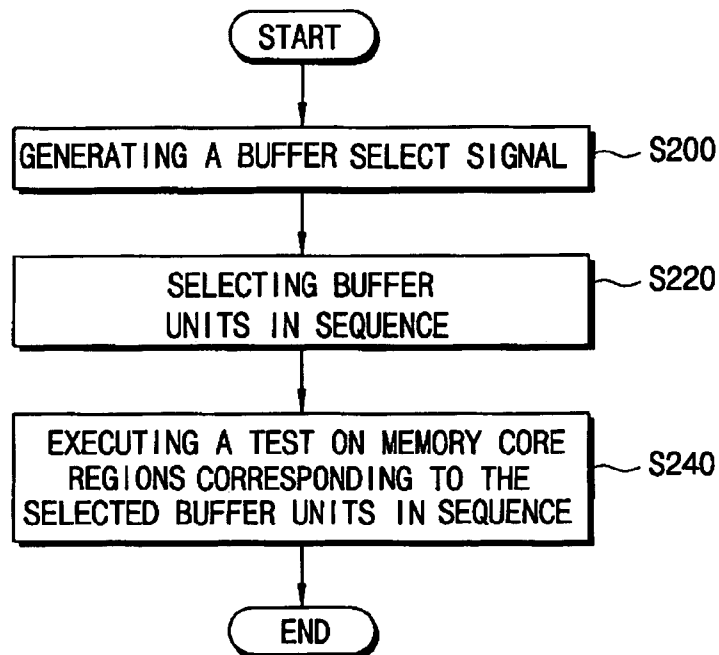 START
GENERATING A BUFFER SELECT SIGNAL
S200
SELECTING BUFFER
UNITS IN SEQUENCE
S220
EXECUTING A TEST ON MEMORY CORE
REGIONS CORRESPONDING TO THE
SELECTED BUFFER UNITS IN SEQUENCE
S240
END